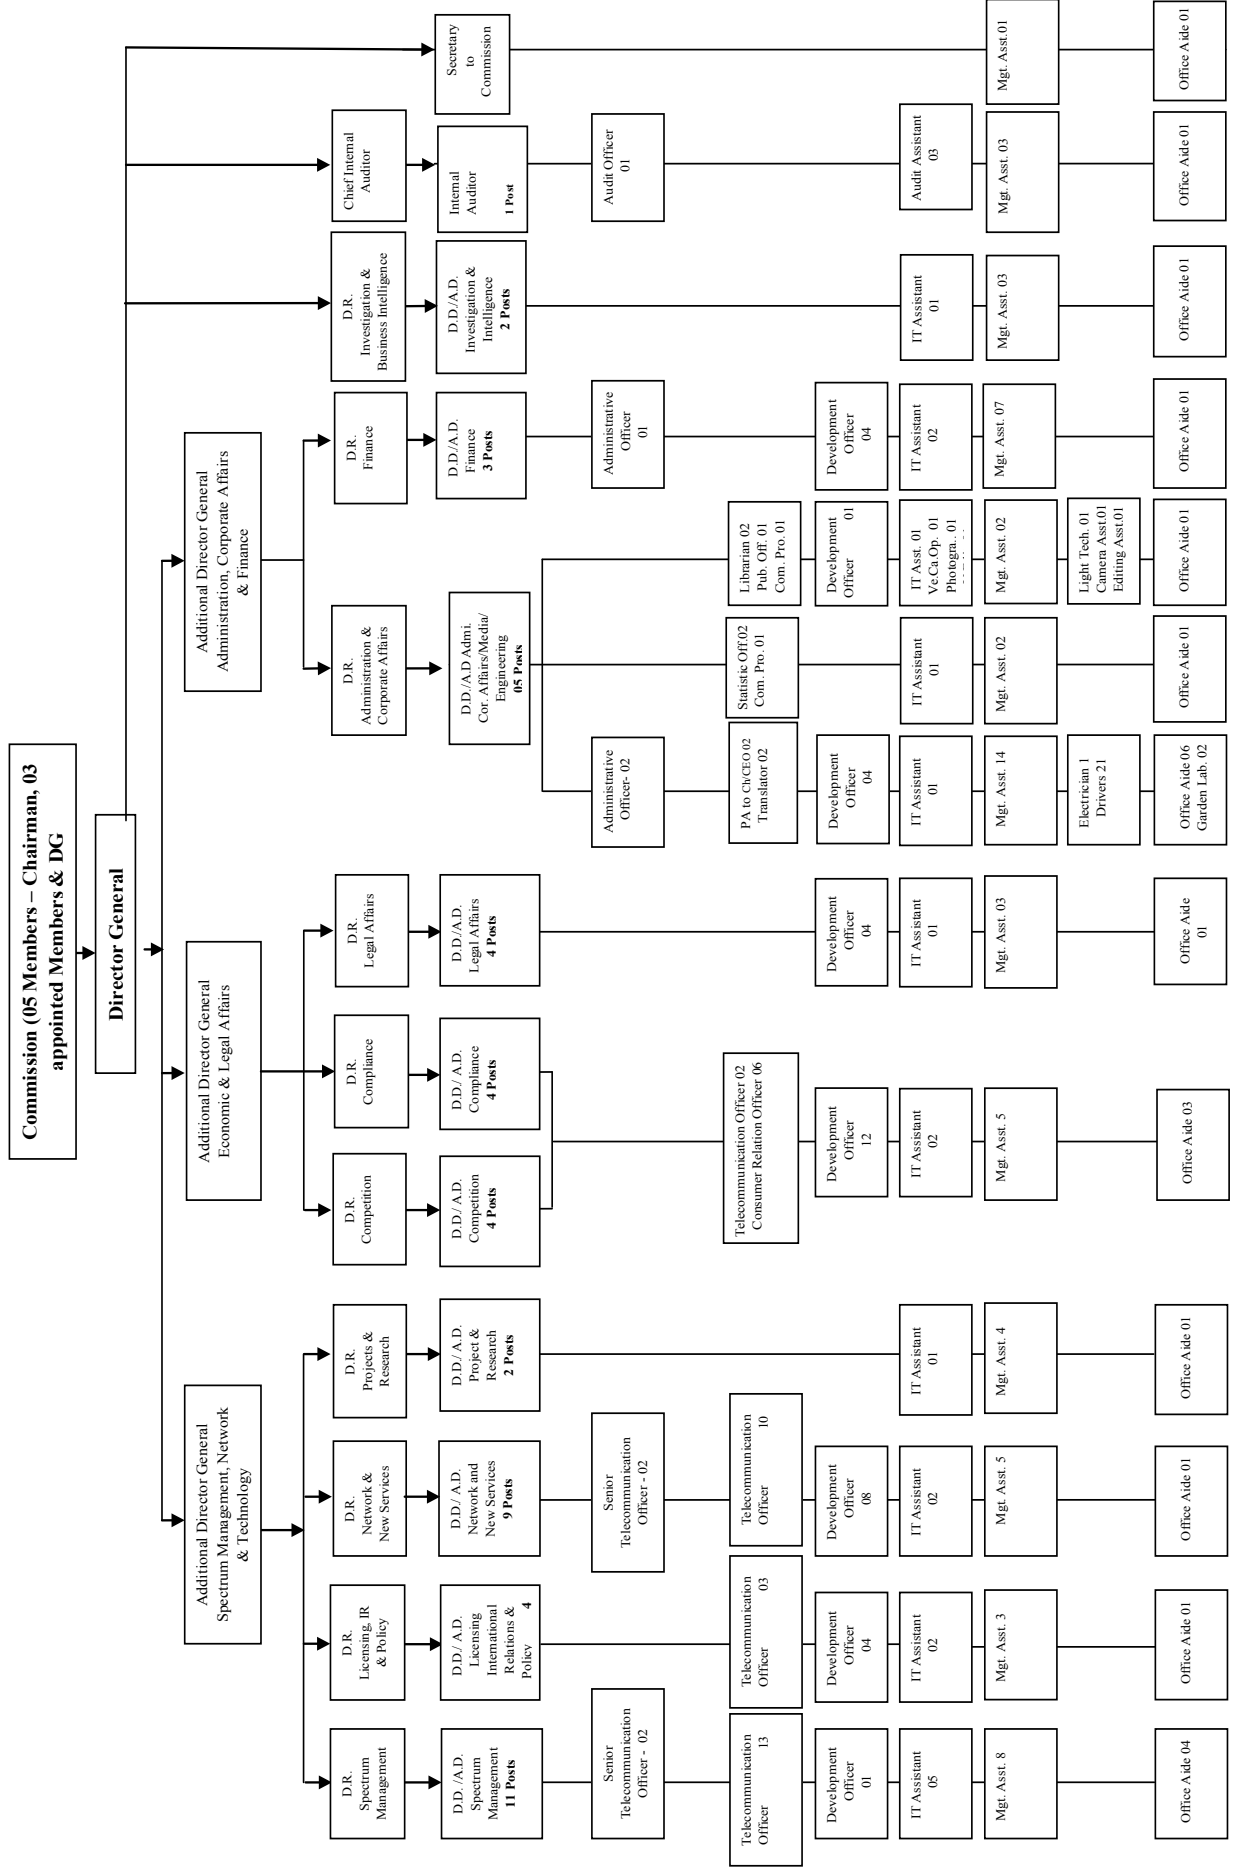 Commission (05 Members – Chairman, 03
appointed Members & DG
Director General
Additional Director General
Spectrum Management, Network
& Technology
Additional Director General
Economic & Legal Affairs
Additional Director General
Administration, Corporate Affairs
& Finance
D.R.
Spectrum
Management
D.R.
Licensing, IR
& Policy
D.R.
Network &
New Services
D.R.
Projects &
Research
D.R.
Competition
D.R.
Compliance
D.R.
Legal Affairs
D.R.
Administration &
Corporate Affairs
D.R.
Finance
D.R.
Investigation &
Business Intelligence
Chief Internal
Auditor
D.D. /A.D.
Spectrum
Management
11 Posts
D.D./ A.D.
Licensing
International
Relations &
Policy 4
D.D./ A.D.
Network and
New Services
9 Posts
D.D./ A.D.
Project &
Research
2 Posts
D.D./ A.D.
Competition
4 Posts
D.D./ A.D.
Compliance
4 Posts
D.D./A.D.
Legal Affairs
4 Posts
D.D./A.D Admi.
Cor. Affairs/Media/
Engineering
05 Posts
D.D./A.D.
Finance
3 Posts
D.D./A.D.
Investigation &
Intelligence
2 Posts
Internal
Auditor
1 Post
Secretary
to
Commission
Senior
Telecommunication
Officer - 02
Senior
Telecommunication
Officer - 02
Administrative
Officer- 02
Administrative
Officer
01
Audit Officer
01
Telecommunication
Officer 13
Telecommunication
Officer 03
Telecommunication
Officer 10
Telecommunication Officer 02
Consumer Relation Officer 06
PA to Ch/CEO 02
Translator 02
Statistic Off.02
Com. Pro. 01
Librarian 02
Pub. Off. 01
Com. Pro. 01
Development
Officer
01
Development
Officer
04
Development
Officer
08
Development
Officer
12
Development
Officer
04
Development
Officer
04
Development
Officer 01
Development
Officer
04
IT Assistant
05
IT Assistant
02
IT Assistant
02
IT Assistant
01
IT Assistant
02
IT Assistant
01
IT Assistant
01
IT Assistant
01
IT Asst. 01
Ve.Ca.Op. 01
Photogra.. 01
IT Assistant
02
IT Assistant
01
Audit Assistant
03
Mgt. Asst. 8
Mgt. Asst. 3
Mgt. Asst. 5
Mgt. Asst. 4
Mgt. Asst. 5
Mgt. Asst. 03
Mgt. Asst. 14
Mgt. Asst. 02
Mgt. Asst. 02
Mgt. Asst. 07
Mgt. Asst. 03
Mgt. Asst. 03
Mgt. Asst.01
Electrician 1
Drivers 21
Light Tech. 01
Camera Asst.01
Editing Asst.01
Office Aide 04
Office Aide 01
Office Aide 01
Office Aide 01
Office Aide 03
Office Aide
01
Office Aide 06
Garden Lab. 02
Office Aide 01
Office Aide 01
Office Aide 01
Office Aide 01
Office Aide 01
Office Aide 01